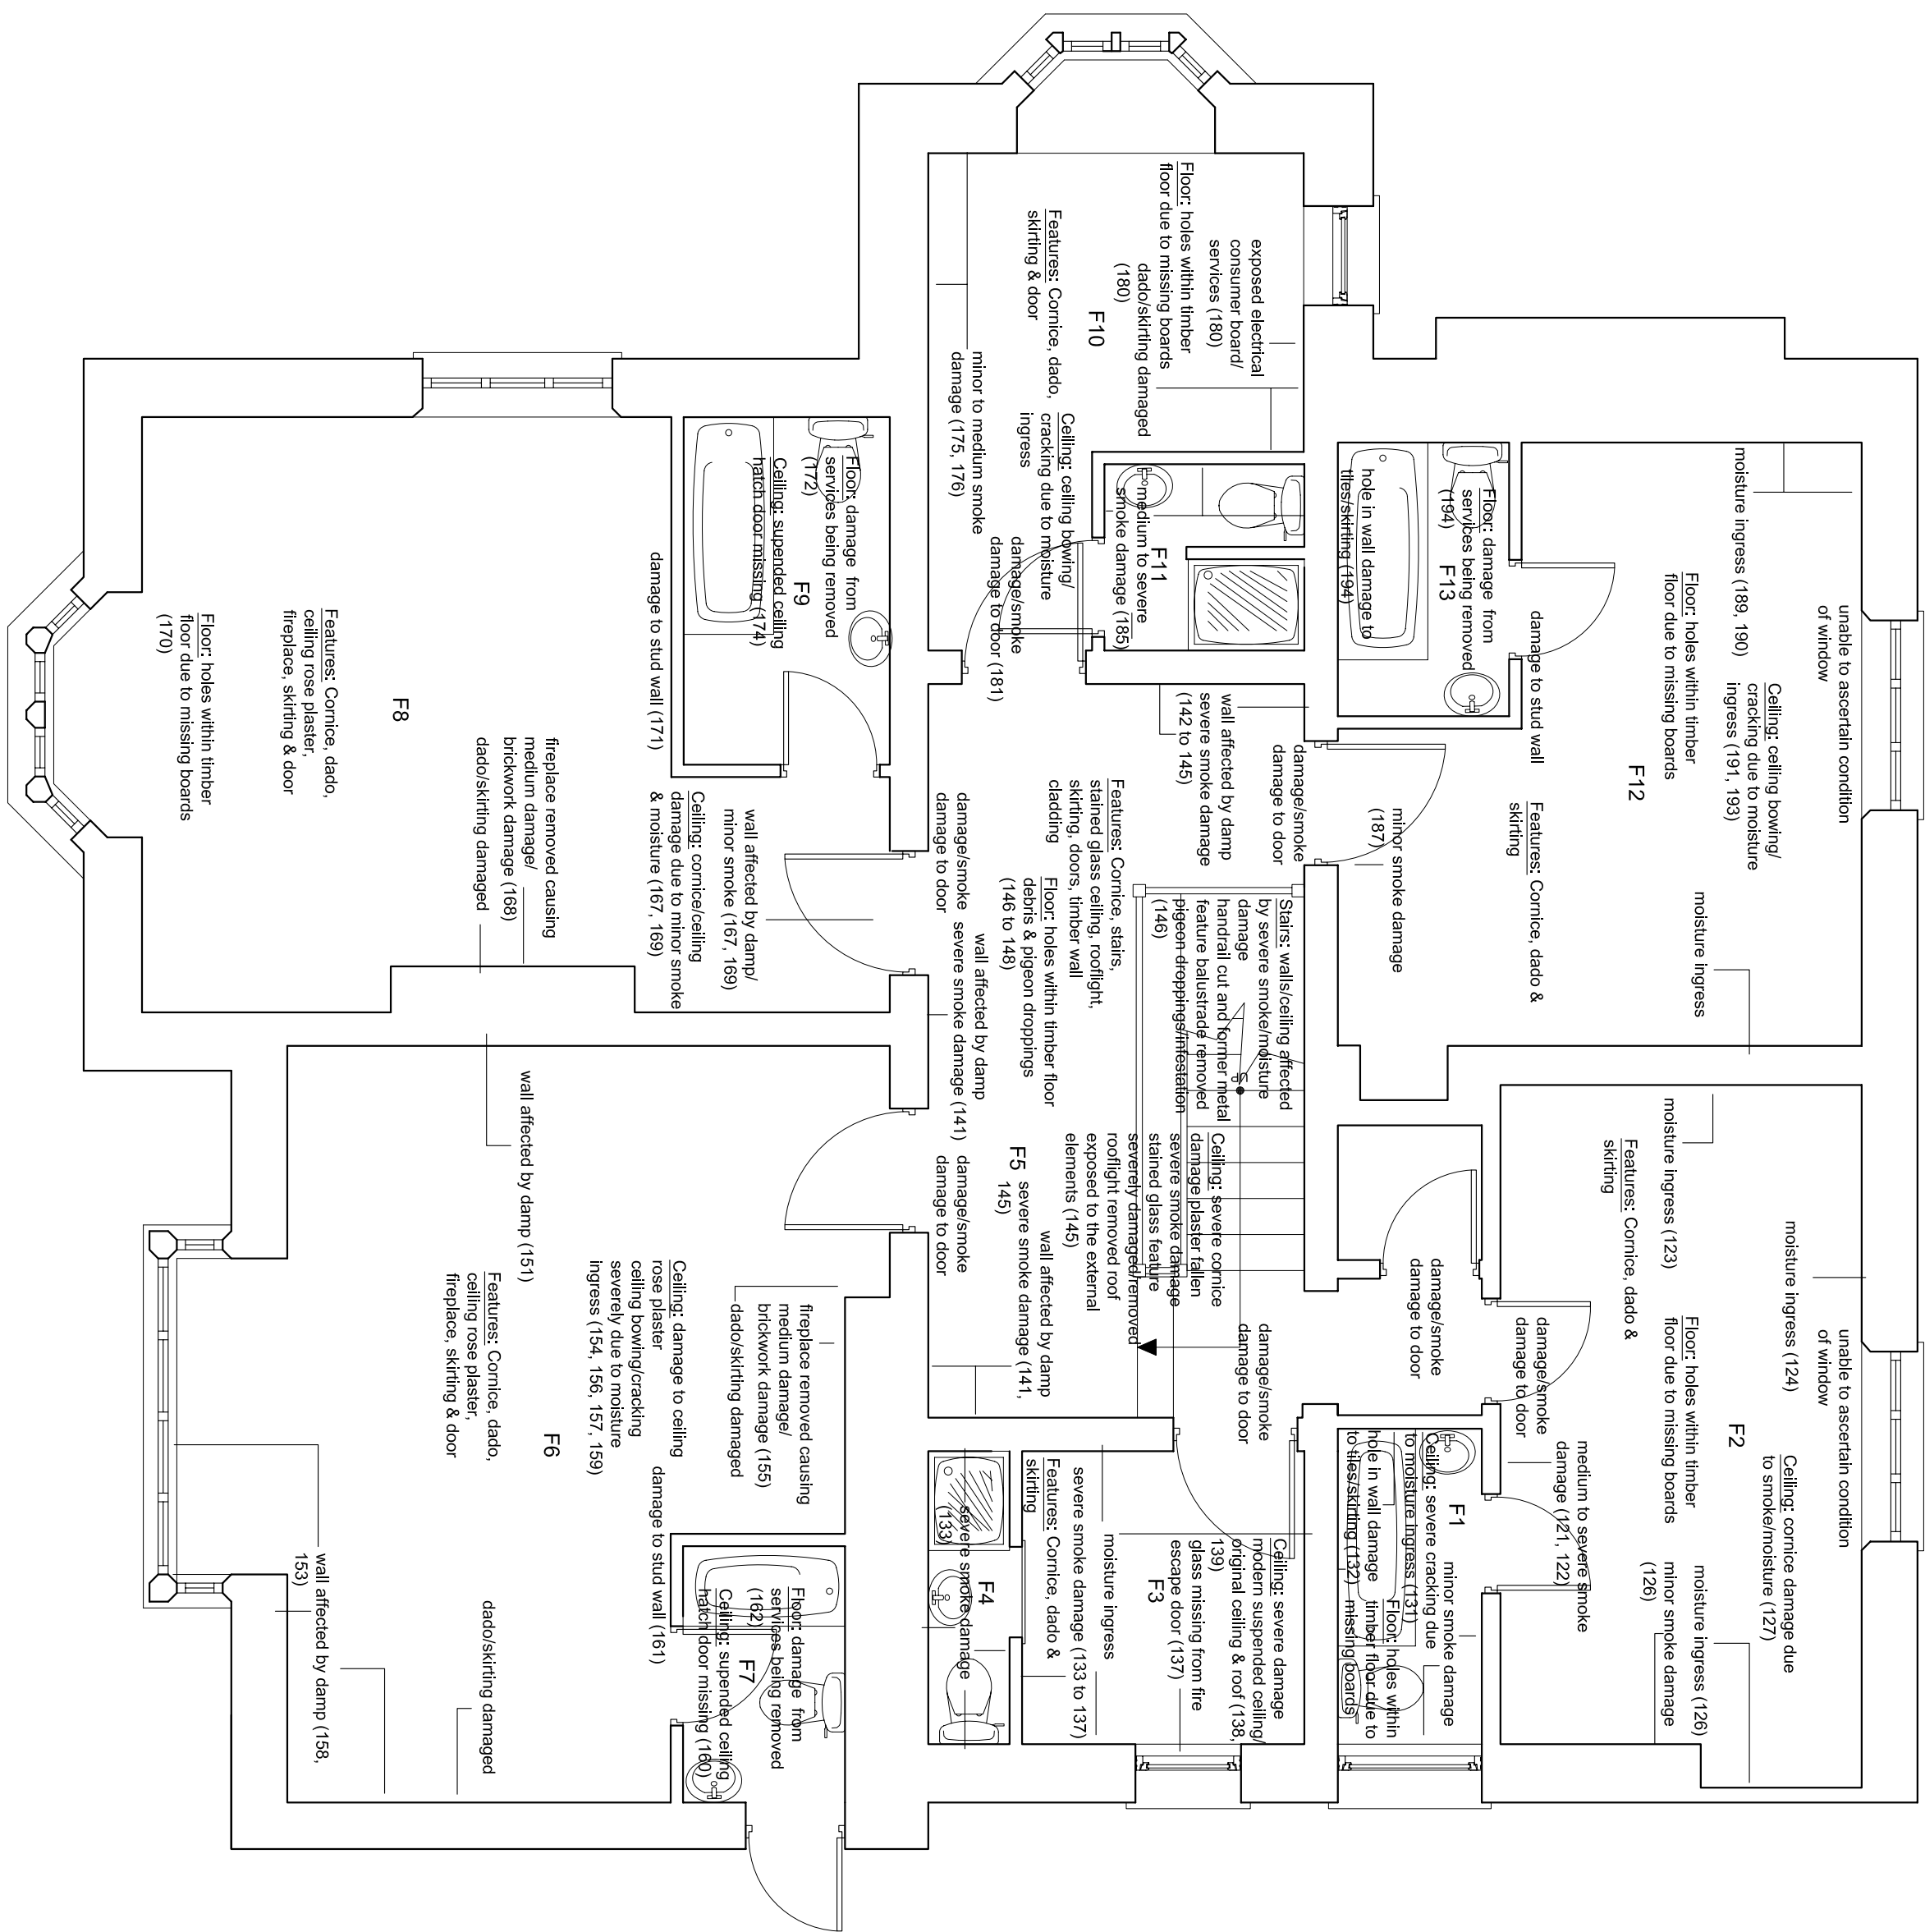 unable to ascertain condition
of window
moisture ingress (189, 190)
Ceiling: ceiling bowing/
cracking due to moisture
ingress (191, 193)
moisture ingress
F12
Floor: holes within timber
floor due to missing boards
Features: Cornice, dado &
skirting
damage to stud wall
minor smoke damage
(187)
Floor: damage from
services being removed
(194)
F13
hole in wall damage to
tiles/skirting (194)
unable to ascertain condition
of window
moisture ingress (124)
Ceiling: cornice damage due
to smoke/moisture (127)
F2
moisture ingress (123)
Floor: holes within timber
floor due to missing boards
moisture ingress (126)
minor smoke damage
(126)
Features: Cornice, dado &
skirting
medium to severe smoke
damage (121, 122)
damage/smoke
damage to door
damage/smoke
damage to door
F1
minor smoke damage
Ceiling: severe cracking due
to moisture ingress (131)
Floor: holes within
timber floor due to
missing boards
hole in wall damage
to tiles/skirting (132)
exposed electrical
consumer board/
services (180)
Floor: holes within timber
floor due to missing boards
dado/skirting damaged
(180)
F10
Features: Cornice, dado,
skirting & door
Ceiling: ceiling bowing/
cracking due to moisture
ingress
minor to medium smoke
damage (175, 176)
F11
medium to severe
smoke damage (185)
damage/smoke
damage to door (181)
damage/smoke
damage to door
wall affected by damp
severe smoke damage
(142 to 145)
Stairs: walls/ceiling affected
by severe smoke/moisture
damage
handrail cut and former metal
feature balustrade removed
pigeon droppings/infestation
(146)
up
Features: Cornice, stairs,
stained glass ceiling, rooflight,
skirting, doors, timber wall
cladding
Floor: holes within timber floor
debris & pigeon droppings
(146 to 148)
Ceiling: severe cornice
damage plaster fallen
severe smoke damage
stained glass feature
severely damaged/removed
rooflight removed roof
exposed to the external
elements (145)
damage/smoke
damage to door
F5
wall affected by damp
severe smoke damage (141,
145)
wall affected by damp
severe smoke damage (141)
damage/smoke
damage to door
damage/smoke
damage to door
Ceiling: severe damage
modern suspended ceiling/
original ceiling & roof (138,
139)
glass missing from fire
escape door (137)
F3
moisture ingress
severe smoke damage (133 to 137)
Features: Cornice, dado &
skirting
F4
severe smoke damage
(133)
Floor: damage from
services being removed
(172)
F9
Ceiling: supended ceiling
hatch door missing (174)
damage to stud wall (171)
wall affected by damp/
minor smoke (167, 169)
Ceiling: cornice/ceiling
damage due to minor smoke
& moisture (167, 169)
fireplace removed causing
medium damage/
brickwork damage (168)
dado/skirting damaged
F8
Features: Cornice, dado,
ceiling rose plaster,
fireplace, skirting & door
Floor: holes within timber
floor due to missing boards
(170)
fireplace removed causing
medium damage/
brickwork damage (155)
dado/skirting damaged
Floor: damage from
services being removed
(162)
F7
Ceiling: supended ceiling
hatch door missing (160)
Ceiling: damage to ceiling
rose plaster
ceiling bowing/cracking
severely due to moisture
ingress (154, 156, 157, 159)
damage to stud wall (161)
F6
wall affected by damp (151)
Features: Cornice, dado,
ceiling rose plaster,
fireplace, skirting & door
dado/skirting damaged
wall affected by damp (158,
153)